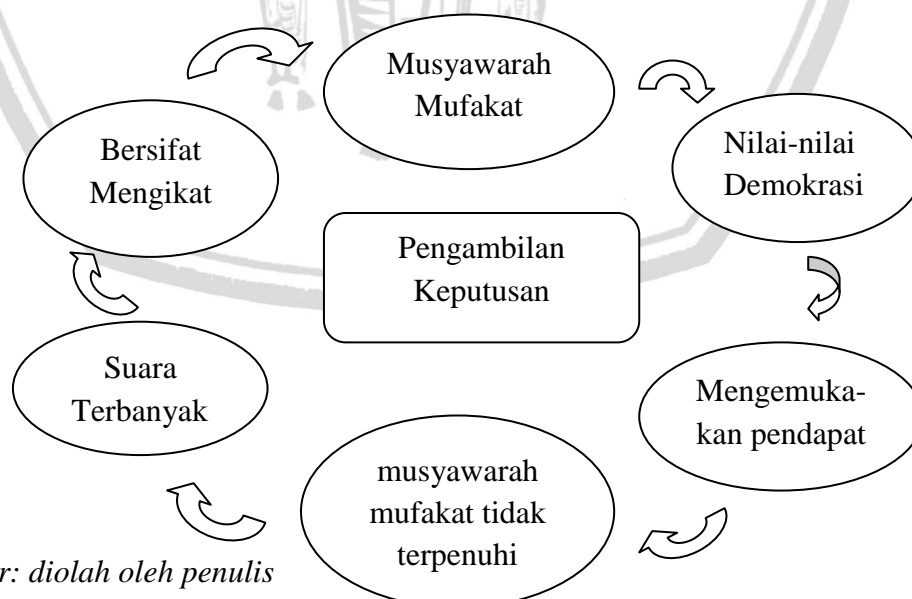 Musyawarah
Mufakat
Nilai-nilai
Demokrasi
Mengemuka-
kan pendapat
musyawarah
mufakat tidak
terpenuhi
Suara
Terbanyak
Bersifat
Mengikat
Pengambilan
Keputusan
diolah oleh penulis